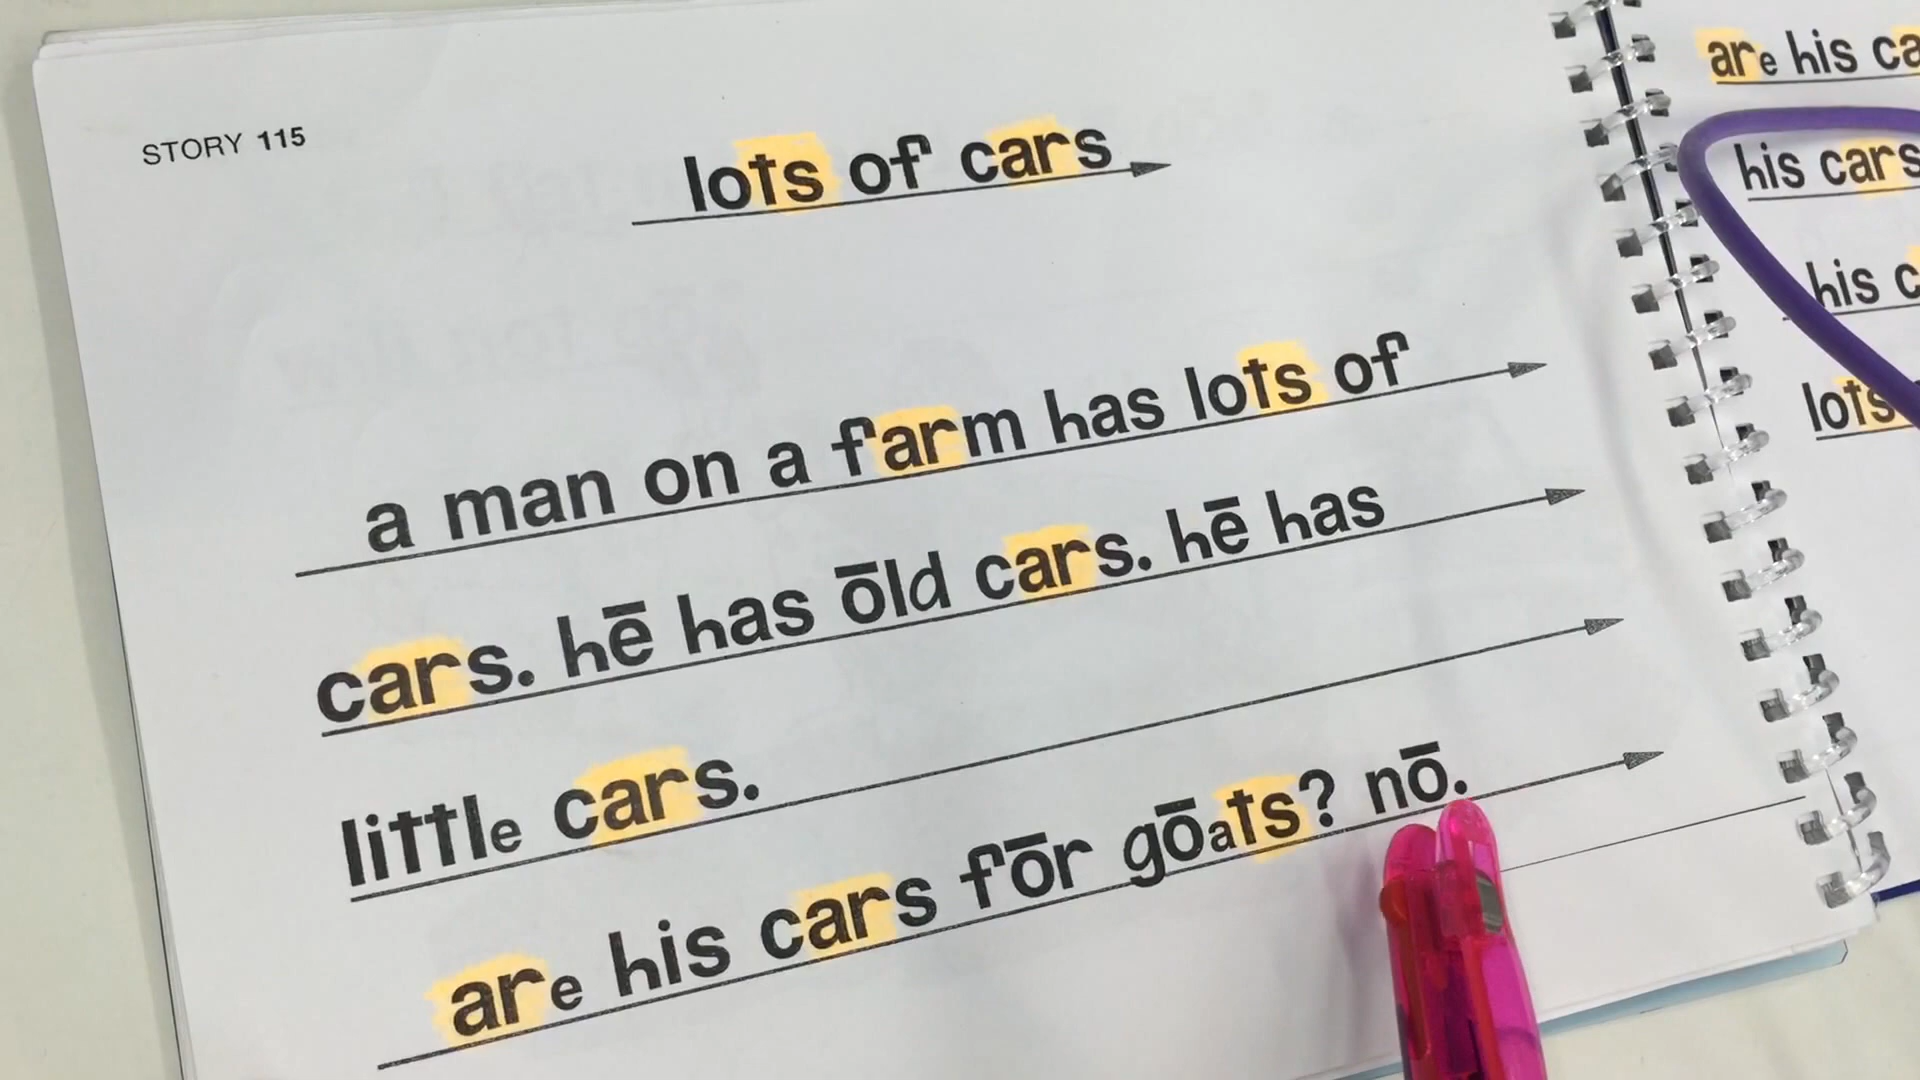 STORY 115
lots of cars
a man on a farm has lots of
cars. hē has ōld cars. hē has
little cars.
are his cars fōr gōats? nō.
are his
his cars
his
lots